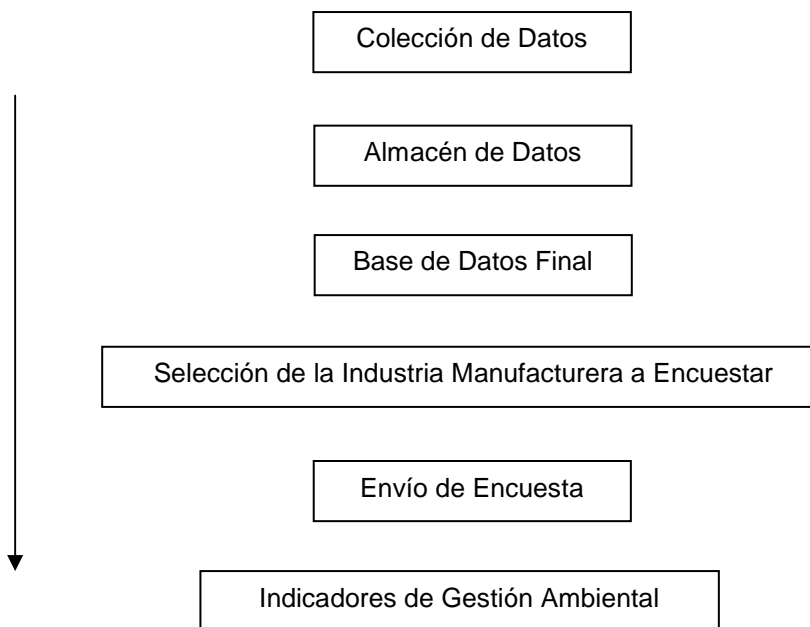 Colección de Datos
Almacén de Datos
Base de Datos Final
Selección de la Industria Manufacturera a Encuestar
Envío de Encuesta
Indicadores de Gestión Ambiental